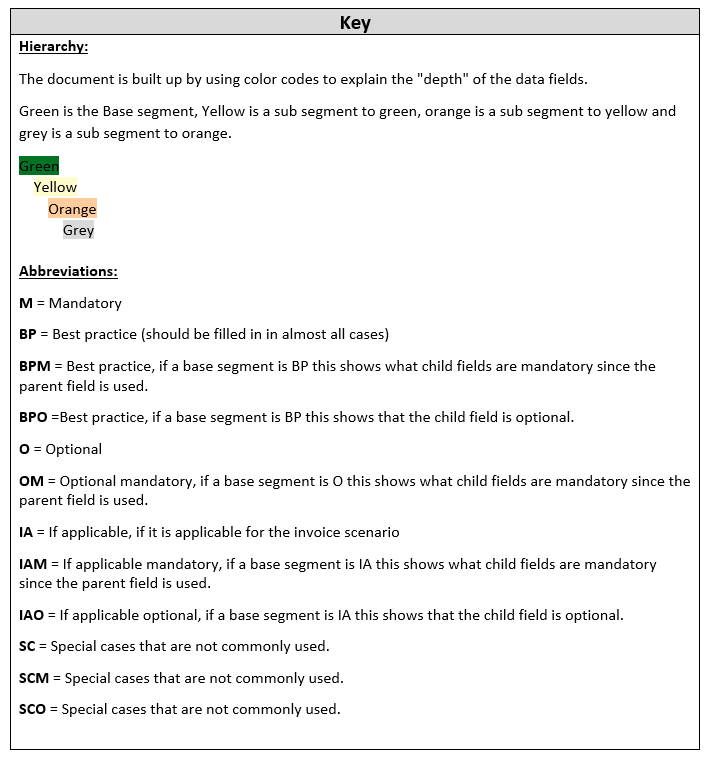 Key
Hierarchy:
The document is built up by using color codes to explain the "depth" of the data fields.
Green is the Base segment, Yellow is a sub segment to green, orange is a sub segment to yellow and
grey is a sub segment to orange.
Green
Yellow
Orange
Grey
Abbreviations:
M = Mandatory
BP = Best practice (should be filled in in almost all cases)
BPM = Best practice, if a base segment is BP this shows what child fields are mandatory since the
parent field is used.
BPO =Best practice, if a base segment is BP this shows that the child field is optional.
O = Optional
OM = Optional mandatory, if a base segment is O this shows what child fields are mandatory since the
parent field is used.
IA = If applicable, if it is applicable for the invoice scenario
IAM = If applicable mandatory, if a base segment is IA this shows what child fields are mandatory
since the parent field is used.
IAO = If applicable optional, if a base segment is IA this shows that the child field is optional.
SC = Special cases that are not commonly used.
SCM = Special cases that are not commonly used.
SCO = Special cases that are not commonly used.